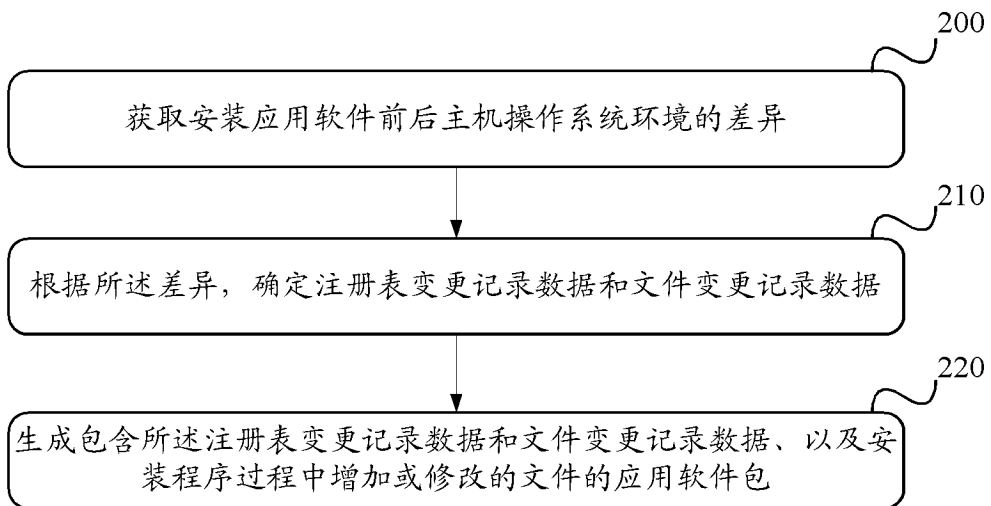 200
获取安装应用软件前后主机操作系统环境的差异
210
根据所述差异，确定注册表变更记录数据和文件变更记录数据
220
生成包含所述注册表变更记录数据和文件变更记录数据、以及安
装程序过程中增加或修改的文件的应用软件包